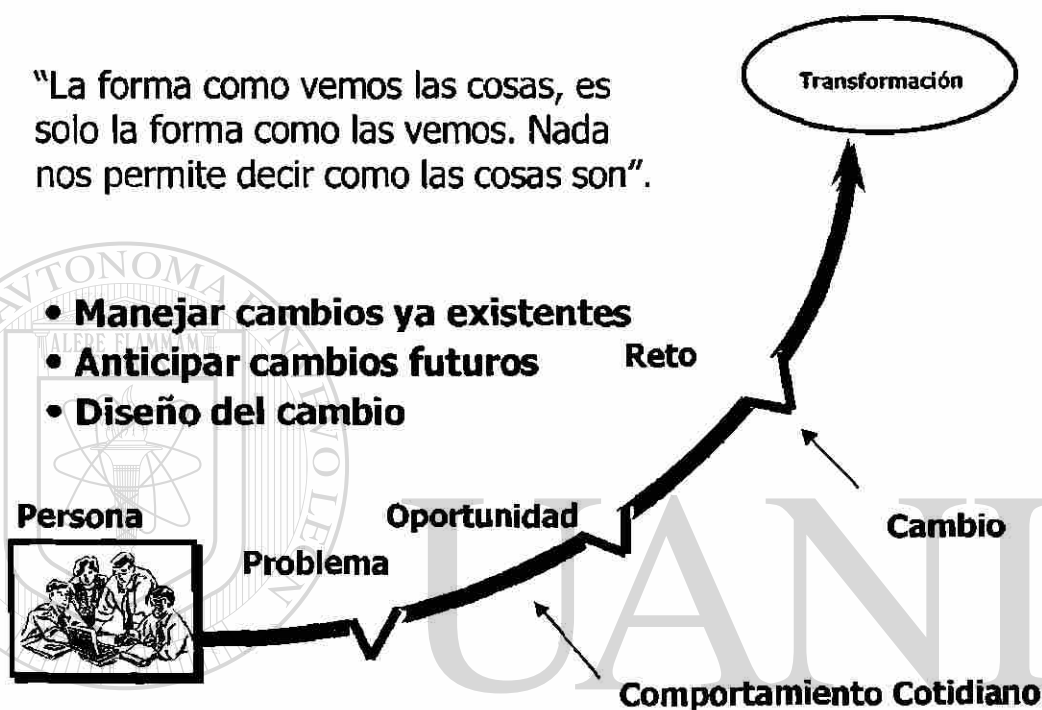 Transformación
“La forma como vemos las cosas, es
solo la forma como las vemos. Nada
nos permite decir como las cosas son”.
• Manejar cambios ya existentes
• Anticipar cambios futuros
• Diseño del cambio
Reto
Persona
Problema
Oportunidad
Cambio
Comportamiento Cotidiano
ALERE FLAMMAM
UANL